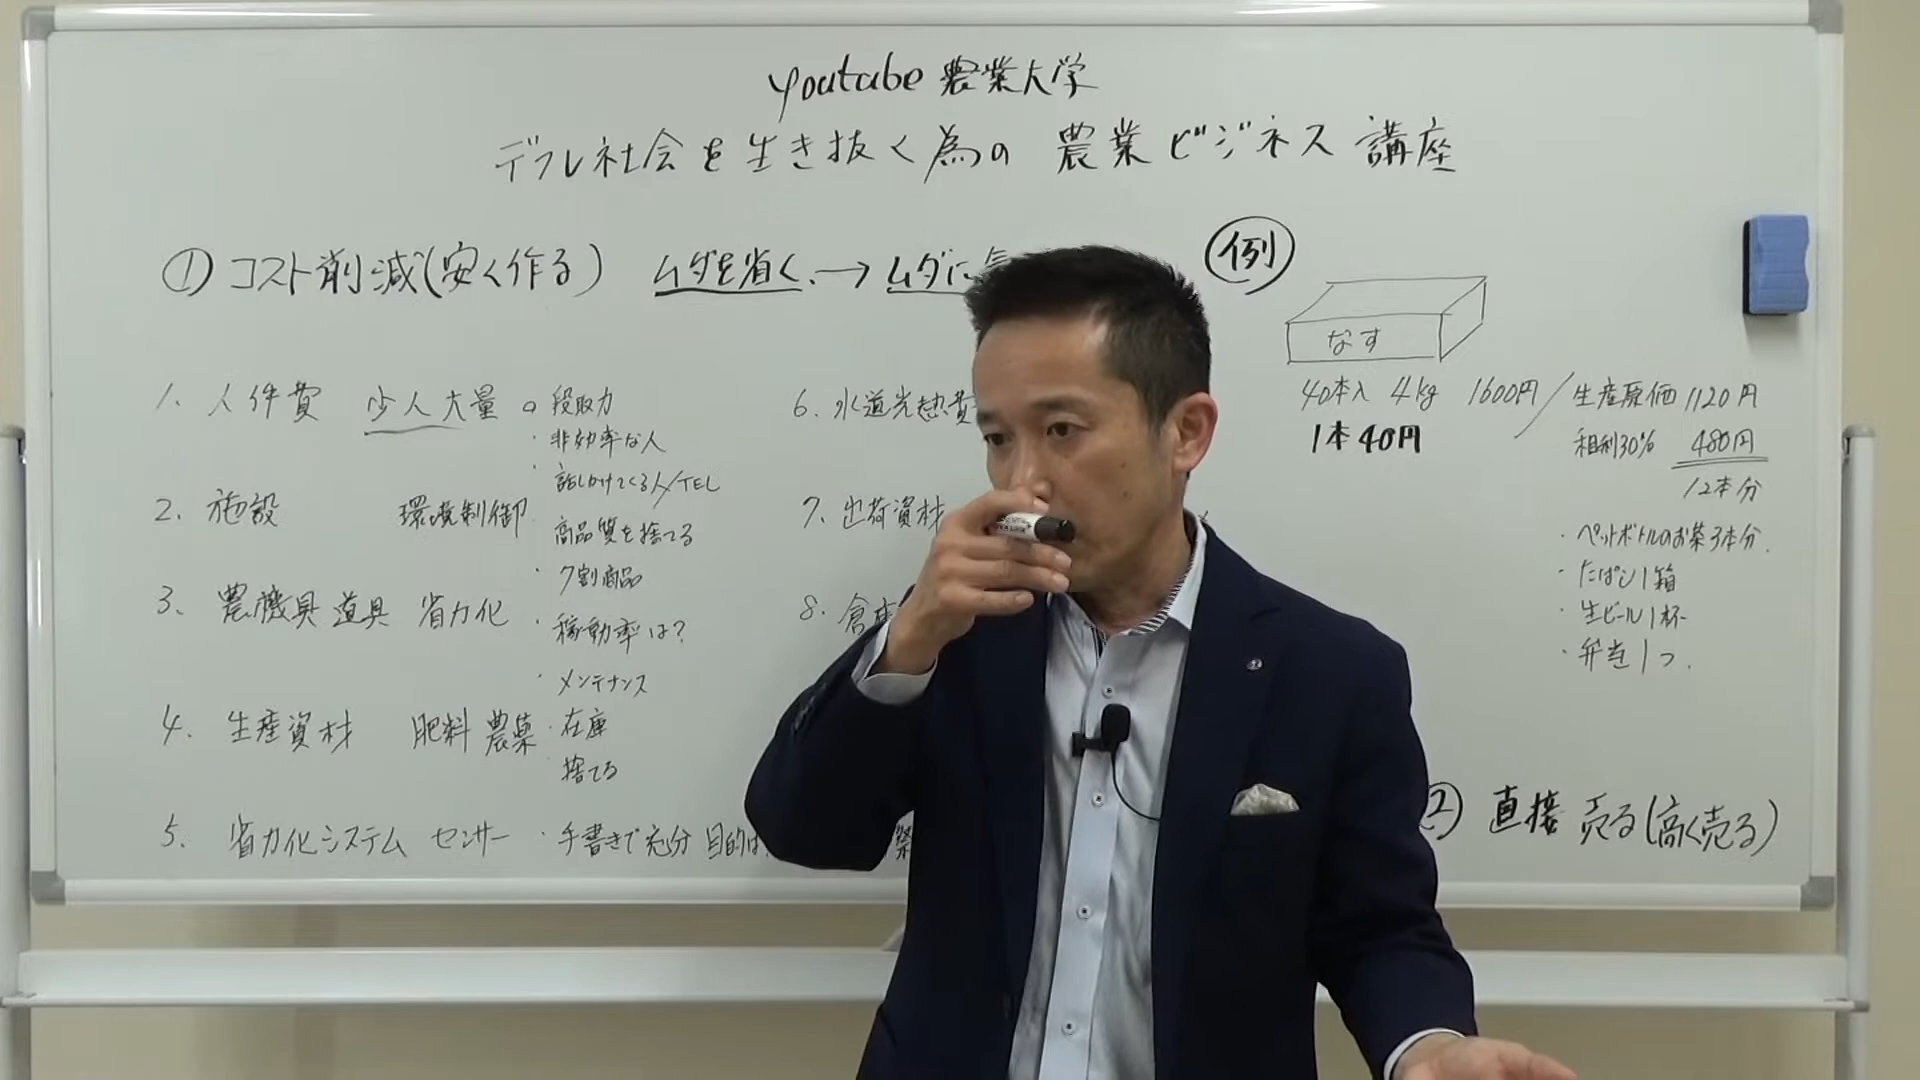 youtube 農業大学
デフレ社会を生き抜く為の 農業ビジネス 講座
① コスト削減(安く作る) ムダを省く → ムダに
1. 人件費 少人大量 段取力
・非効率な人
・話しかけてくる人/TEL
2. 施設 環境制御
・高品質を捨てる
・7割商品
3. 農機具 道具 省力化 ・稼動率は?
・メンテナンス
4. 生産資材 肥料 農薬 ・在庫
・捨てる
5. 省力化システム センサー ・手書きで充分 目的は
6. 水道光熱費
7. 出荷資材
8. 倉庫
例
なす
40本入 4kg 1600円 / 生産原価 1120円
1本40円
粗利30% 480円
12本分
・ペットボトルのお茶3本分.
・たばこ1箱
・生ビール1杯
・弁当1つ.
② 直接 売る(高く売る)